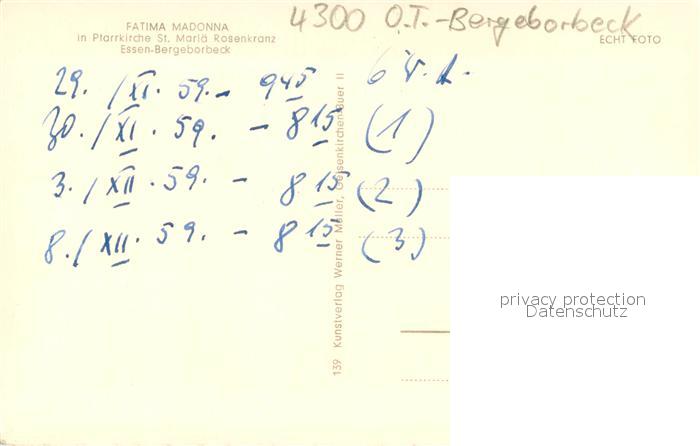 4300 O.T.-Bergeborbeck
FATIMA MADONNA
in Pfarrkirche St. Mariä Rosenkranz
Essen-Bergeborbeck
ECHT FOTO
29. /XI. 59. - 945
30. /XI. 59. - 815 (1)
3. /XII. 59. - 815 (2)
8. /XII. 59. - 815 (3)
139 Kunstverlag Werner Müller, Gelsenkirchen-Buer II
privacy protection
Datenschutz